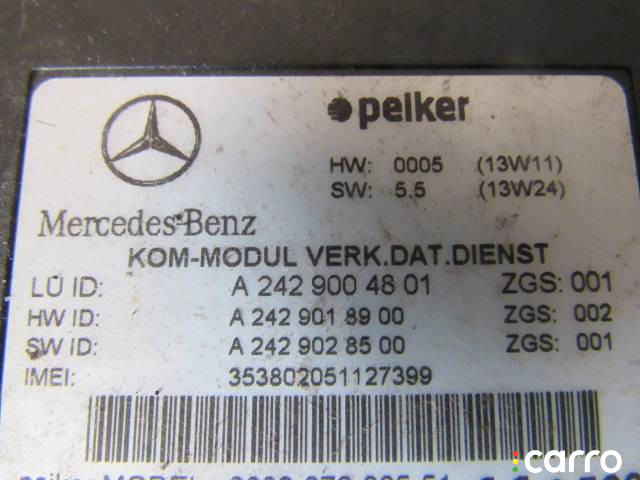 peiker
HW: 0005 (13W11)
SW: 5.5 (13W24)
Mercedes-Benz
KOM-MODUL VERK.DAT.DIENST
LÜ ID: A 242 900 48 01 ZGS: 001
HW ID: A 242 901 89 00 ZGS: 002
SW ID: A 242 902 85 00 ZGS: 001
IMEI: 353802051127399
carro